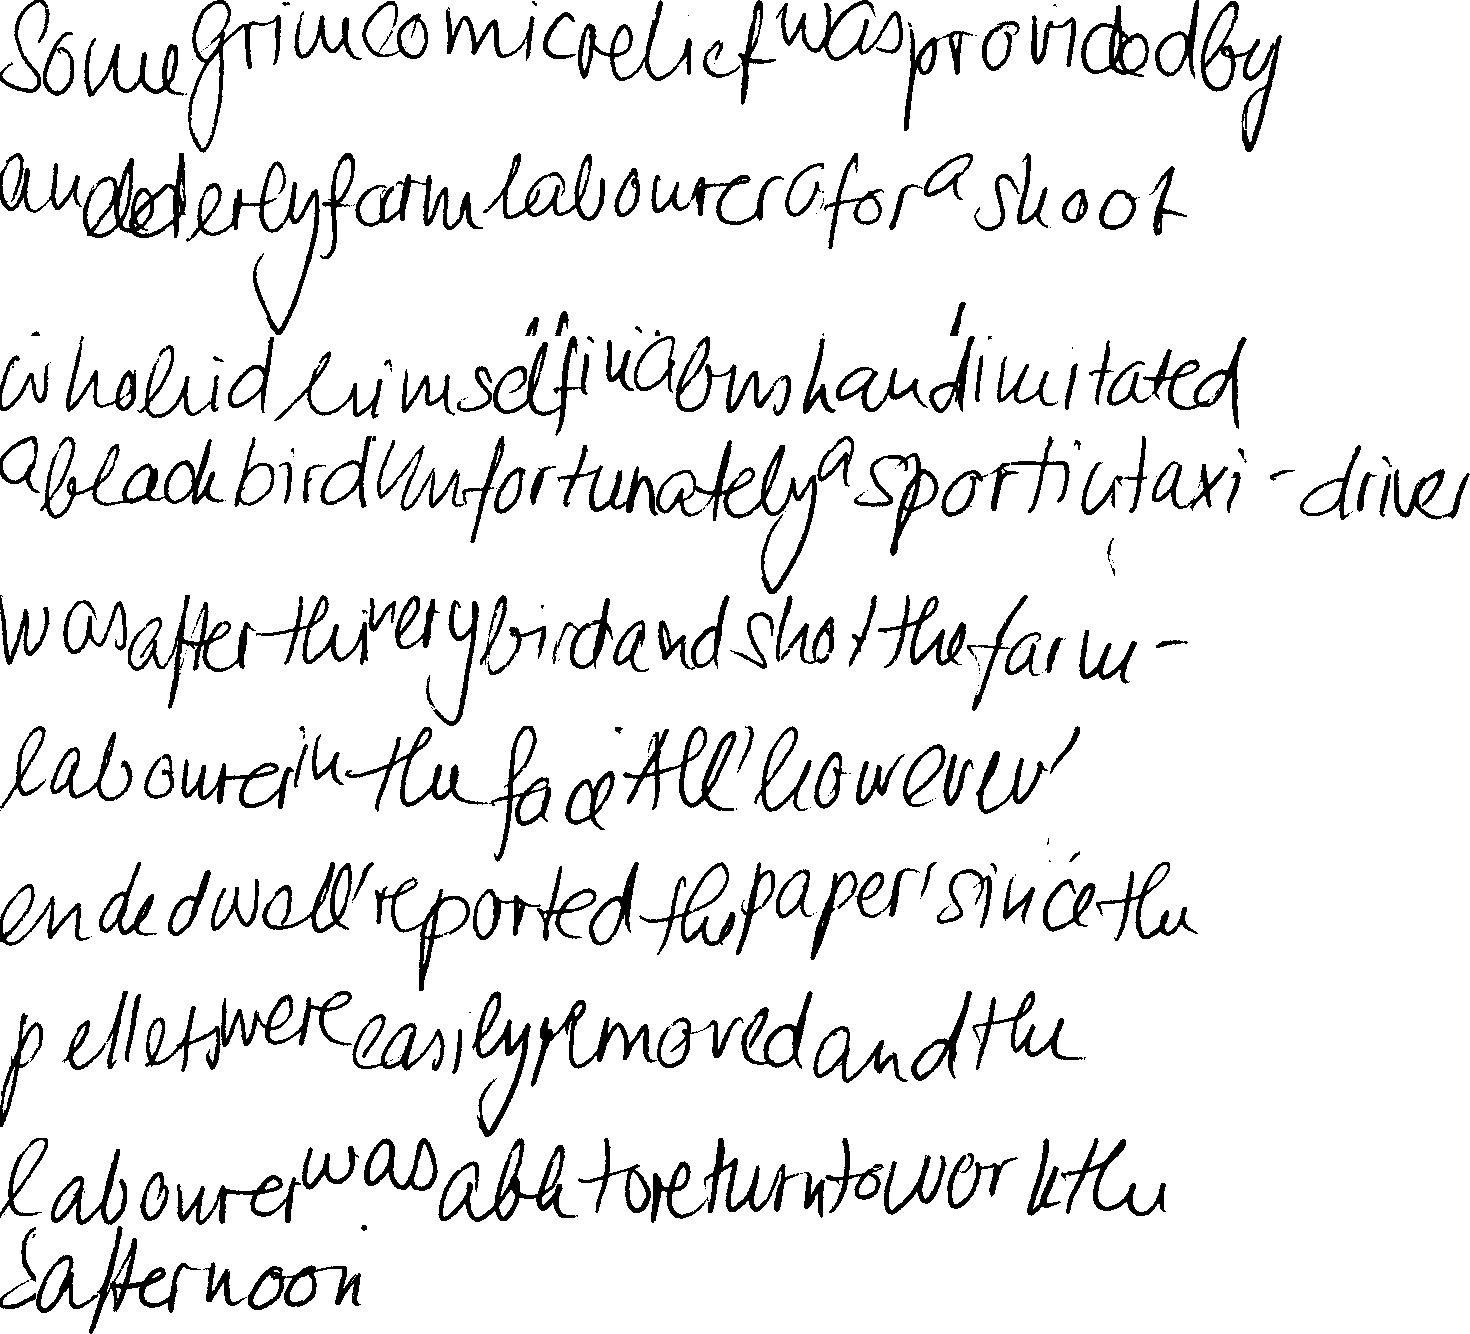 Some grim comic relief was provided by
an elderly farm labourer a for a shoot
who hid himself in a bush and imitated
a blackbird Unfortunately a sportin taxi-driver
was after this very bird and shot the farm-
labourer in the face All 'however'
ended well 'reported the paper' since the
pellets were easily removed and the
labourer was able to return to work the
afternoon